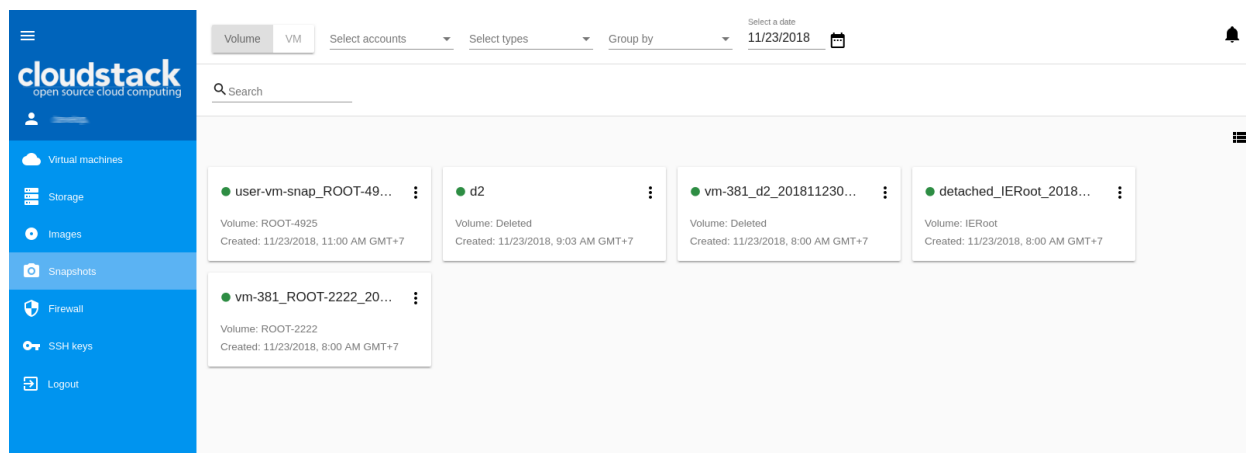 Select a date
Volume VM Select accounts Select types Group by 11/23/2018
cloudstack
open source cloud computing
Search
Virtual machines
Storage
Images
Snapshots
Firewall
SSH keys
Logout
user-vm-snap_ROOT-49...
Volume: ROOT-4925
Created: 11/23/2018, 11:00 AM GMT+7
d2
Volume: Deleted
Created: 11/23/2018, 9:03 AM GMT+7
vm-381_d2_201811230...
Volume: Deleted
Created: 11/23/2018, 8:00 AM GMT+7
detached_IERoot_2018...
Volume: IERoot
Created: 11/23/2018, 8:00 AM GMT+7
vm-381_ROOT-2222_20...
Volume: ROOT-2222
Created: 11/23/2018, 8:00 AM GMT+7